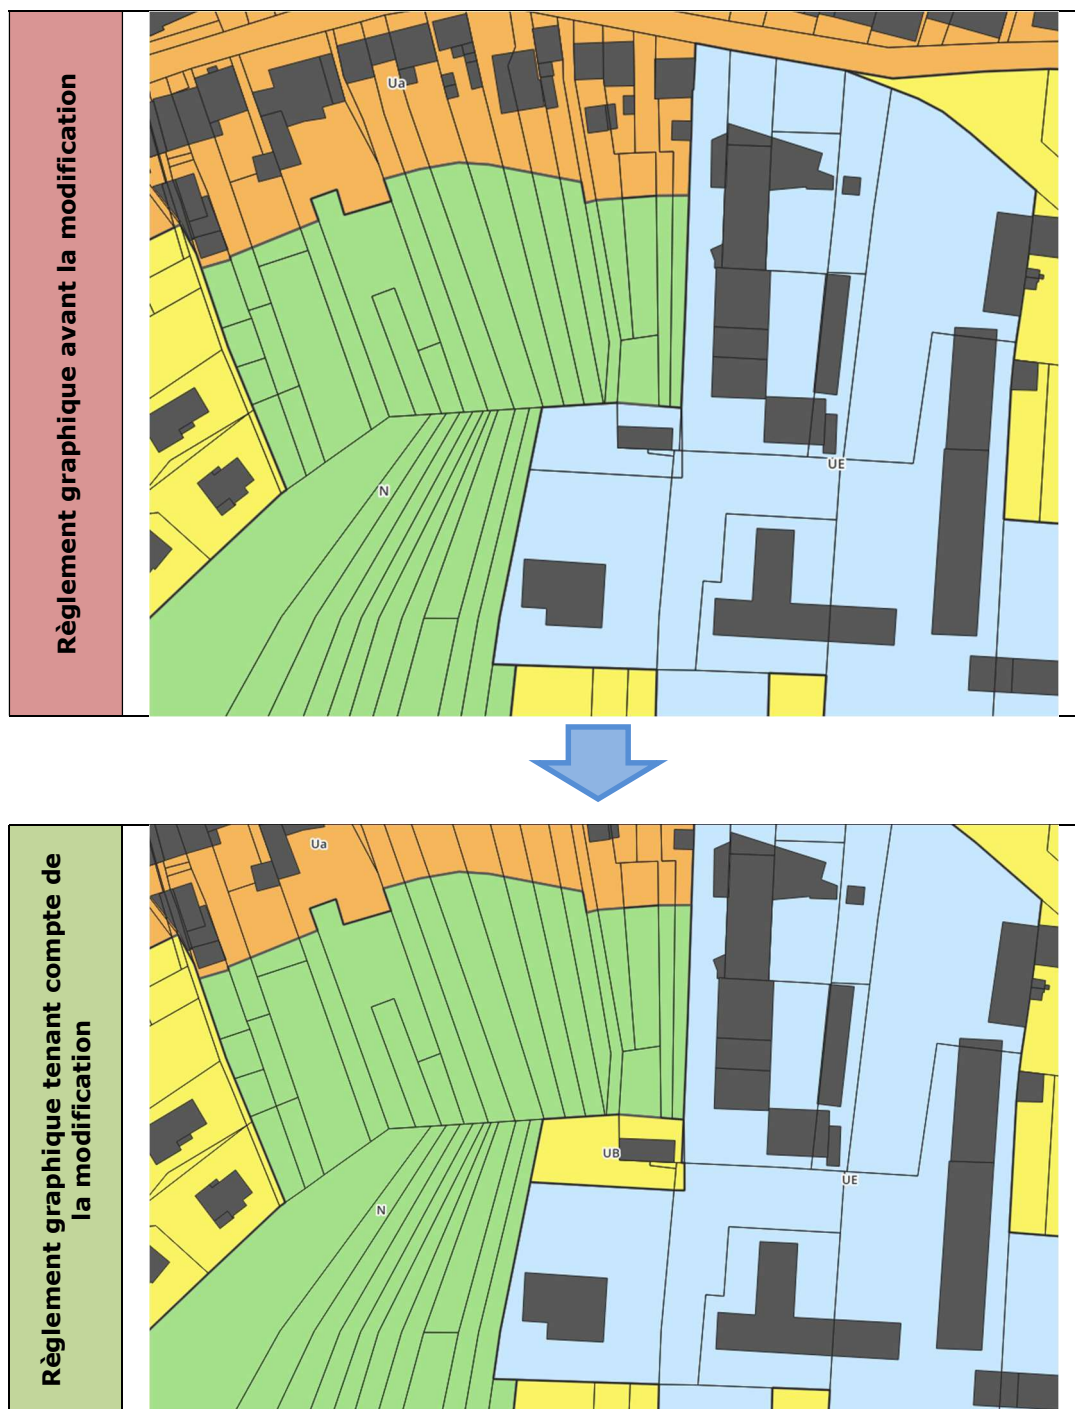 Règlement graphique avant la modification
Ua
UE
N
Règlement graphique tenant compte de
la modification
Ua
UB
UE
N